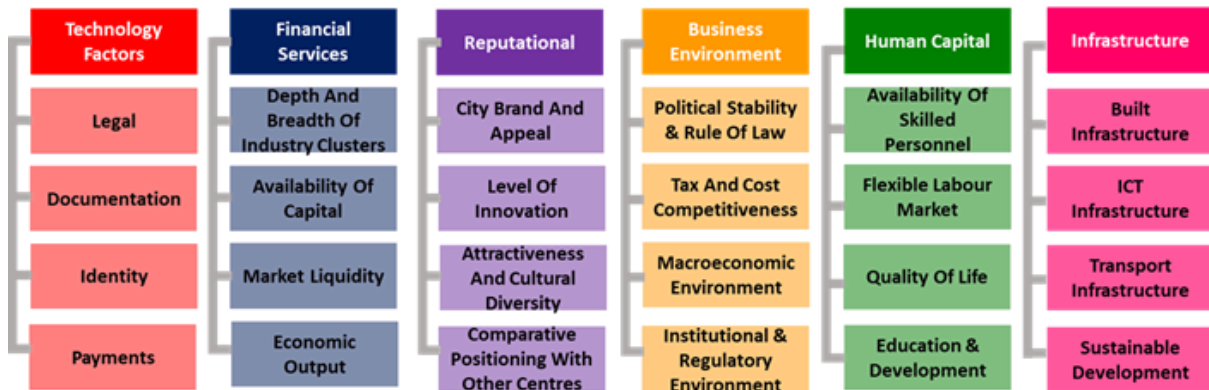 Technology
Factors
Legal
Documentation
Identity
Payments
Financial
Services
Depth And
Breadth Of
Industry Clusters
Availability Of
Capital
Market Liquidity
Economic
Output
Reputational
City Brand And
Appeal
Level Of
Innovation
Attractiveness
And Cultural
Diversity
Comparative
Positioning With
Other Centres
Business
Environment
Political Stability
& Rule Of Law
Tax And Cost
Competitiveness
Macroeconomic
Environment
Institutional &
Regulatory
Environment
Human Capital
Availability Of
Skilled
Personnel
Flexible Labour
Market
Quality Of Life
Education &
Development
Infrastructure
Built
Infrastructure
ICT
Infrastructure
Transport
Infrastructure
Sustainable
Development